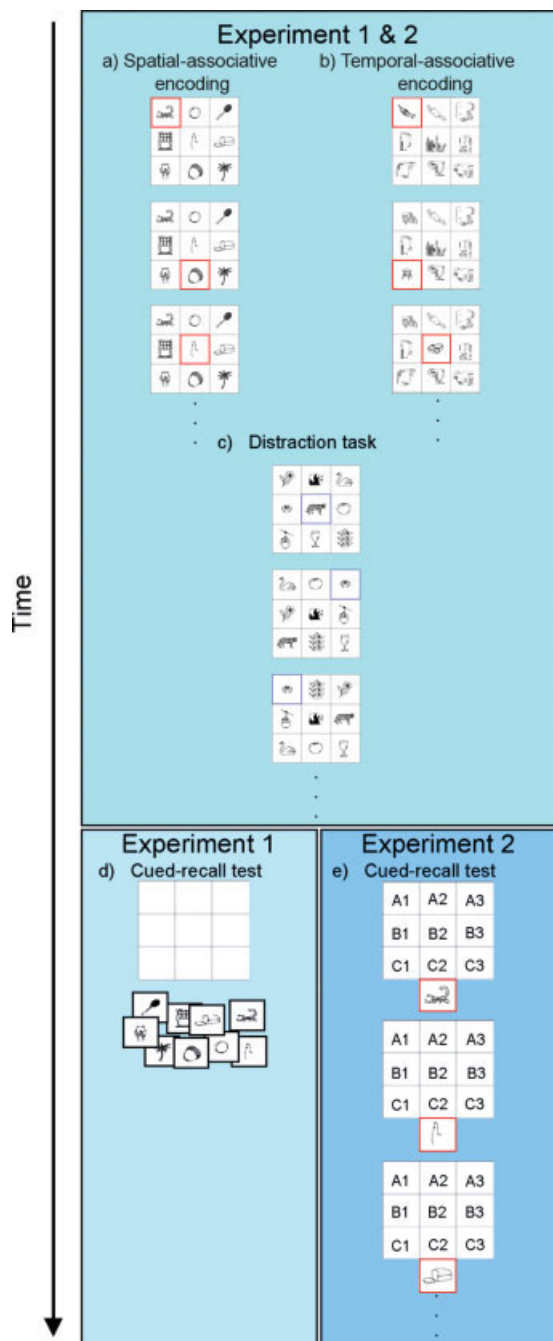 Experiment 1 & 2
a) Spatial-associative
encoding
b) Temporal-associative
encoding
c) Distraction task
Time
Experiment 1
d) Cued-recall test
Experiment 2
e) Cued-recall test
A1 A2 A3
B1 B2 B3
C1 C2 C3
A1 A2 A3
B1 B2 B3
C1 C2 C3
A1 A2 A3
B1 B2 B3
C1 C2 C3